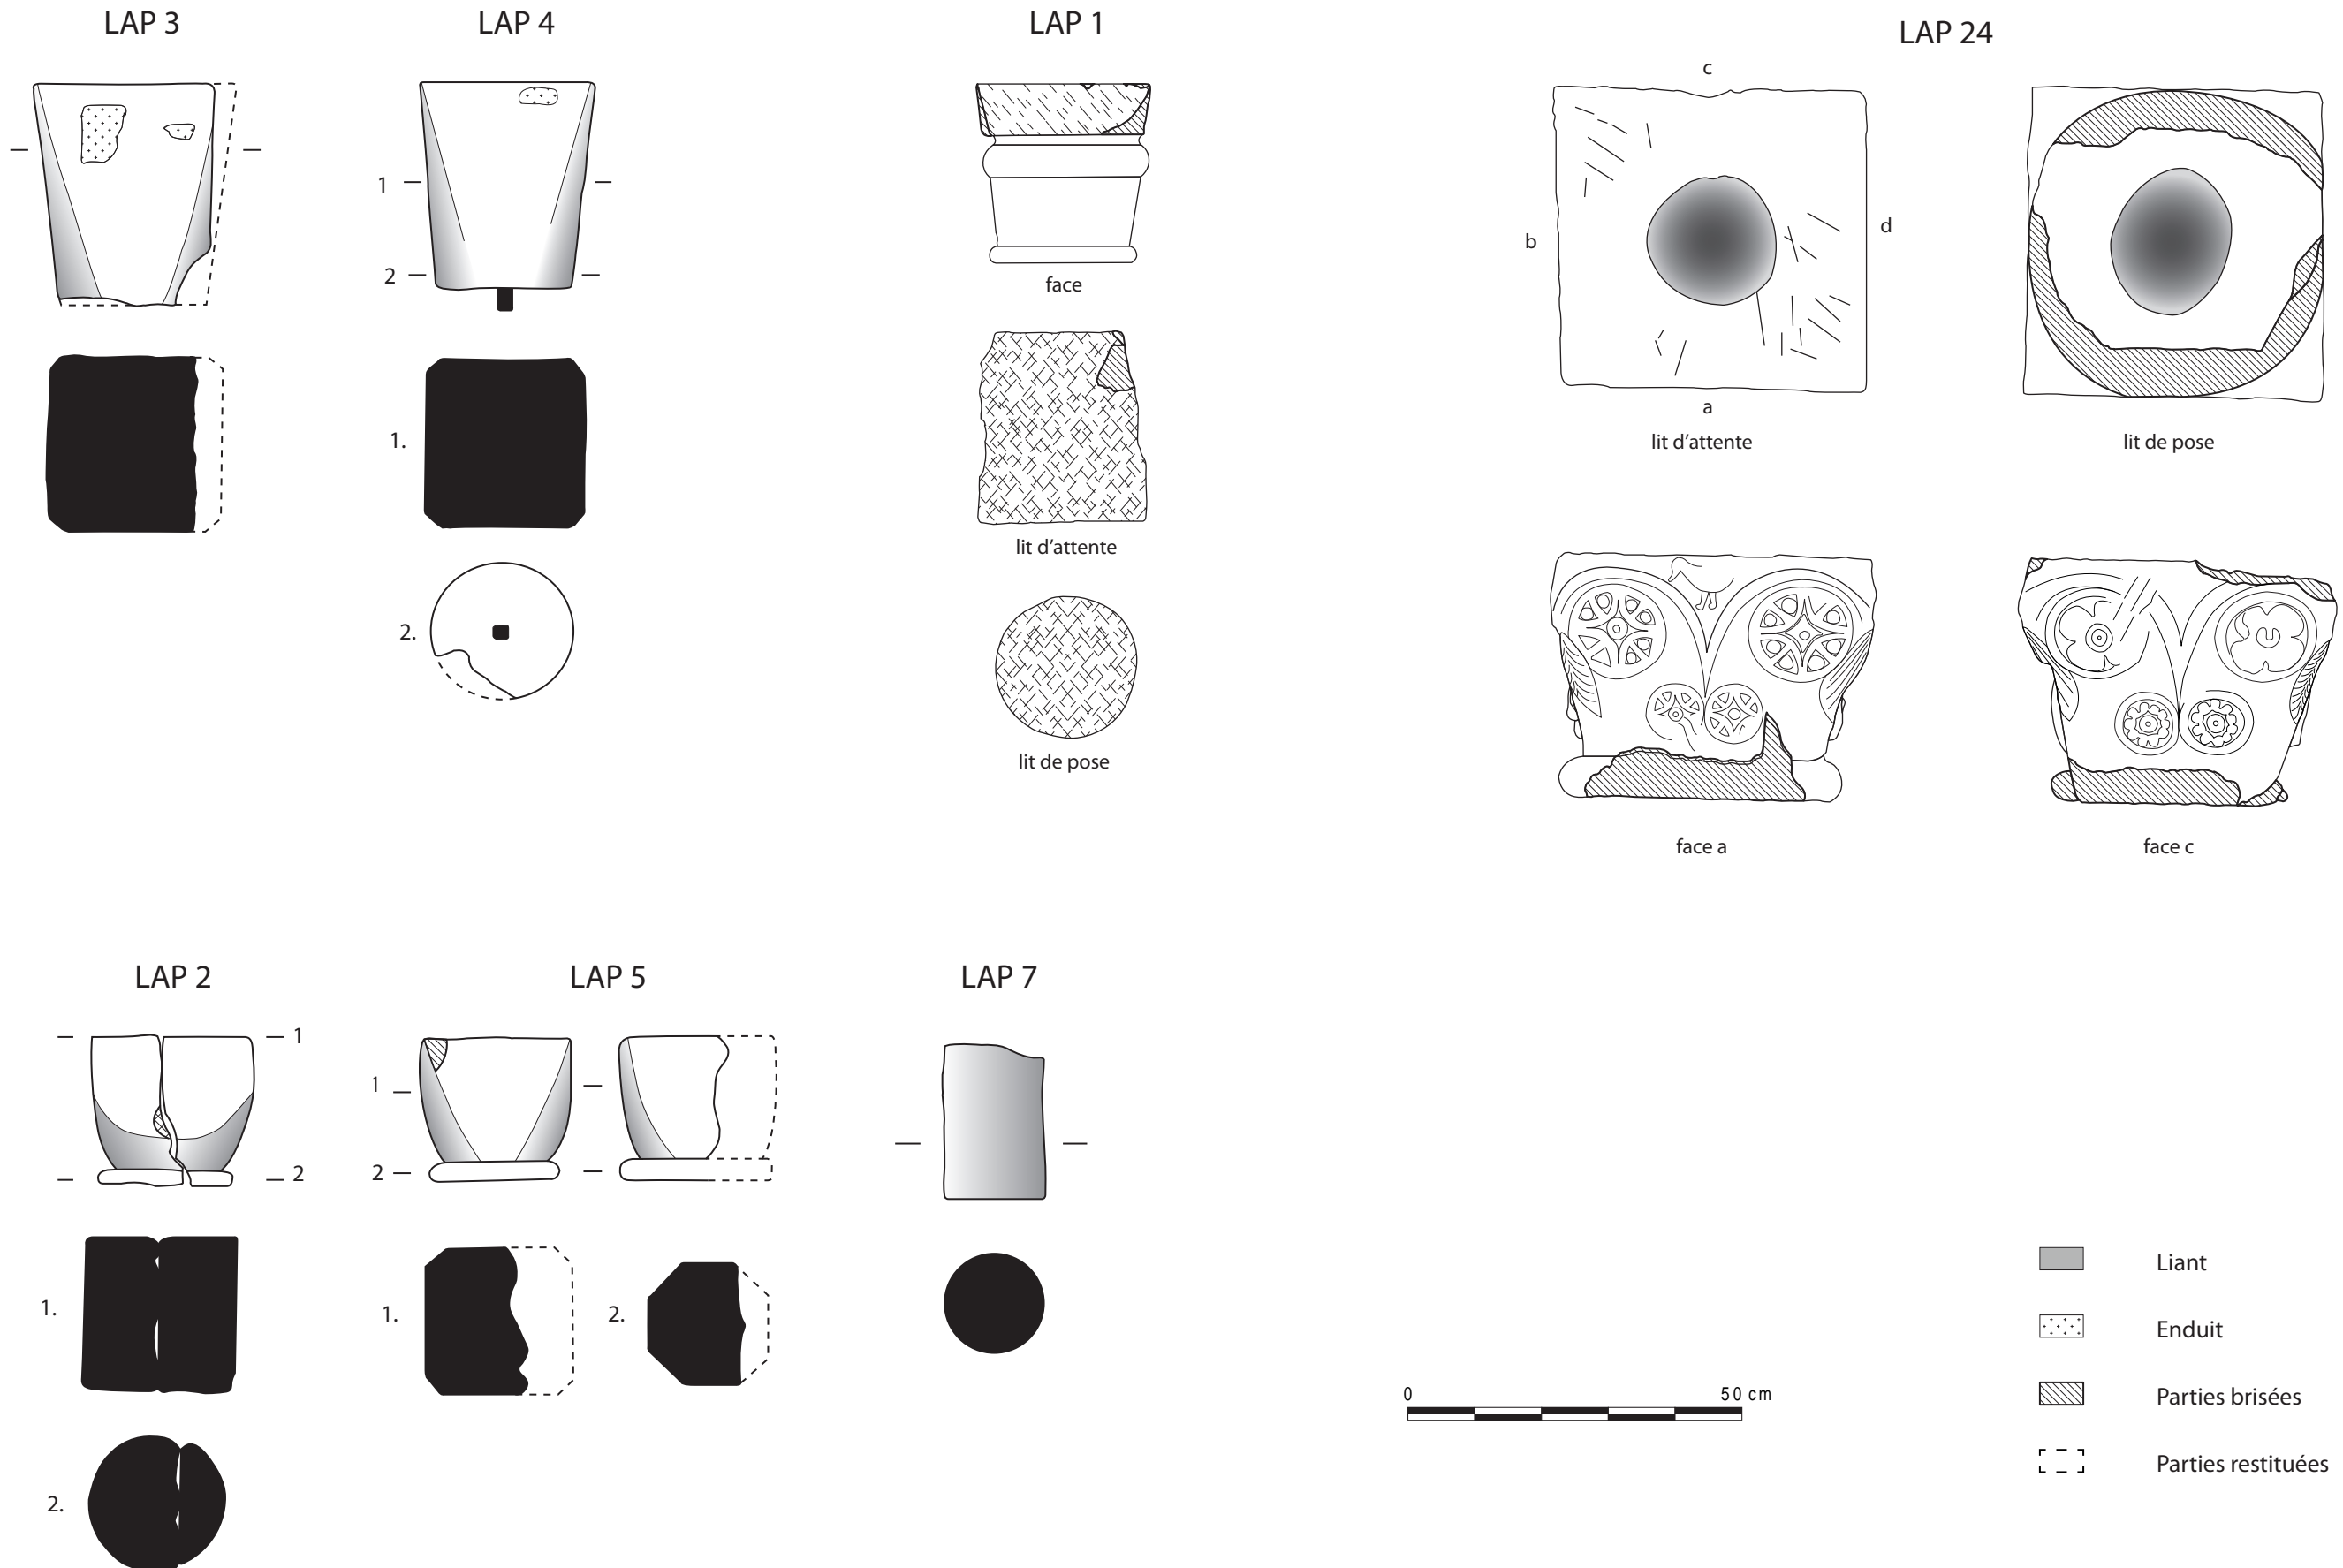 LAP 3
LAP 4
1
2
1.
2.
LAP 1
face
lit d’attente
lit de pose
LAP 24
c
b
d
a
lit d’attente
lit de pose
face a
face c
LAP 2
1
2
1.
2.
LAP 5
1
2
1.
2.
LAP 7
0 50 cm
Liant
Enduit
Parties brisées
Parties restituées